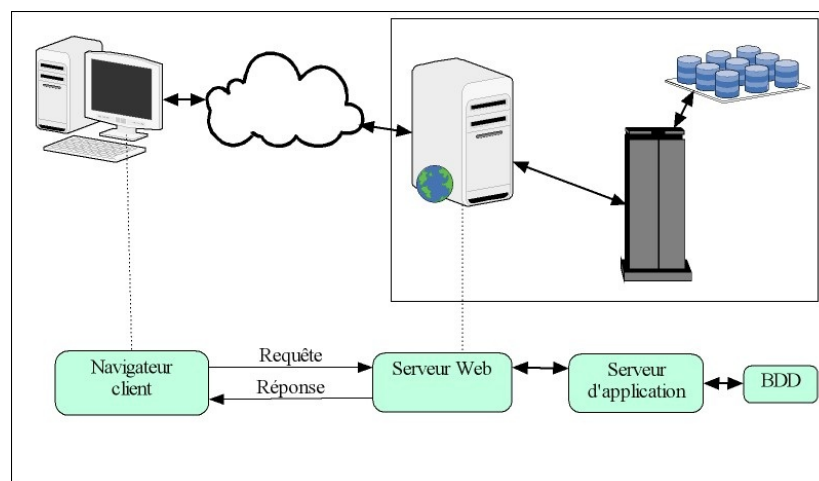 Navigateur
client
Requête
Réponse
Serveur Web
Serveur
d'application
BDD